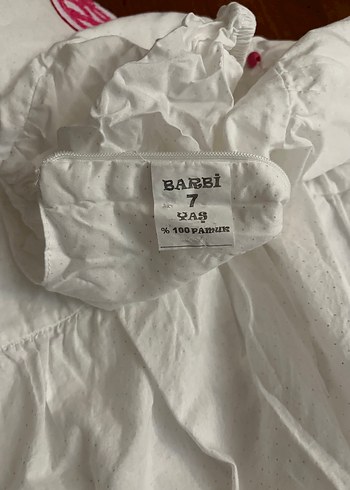 BARBİ
7
YAŞ
% 100 PAMUK